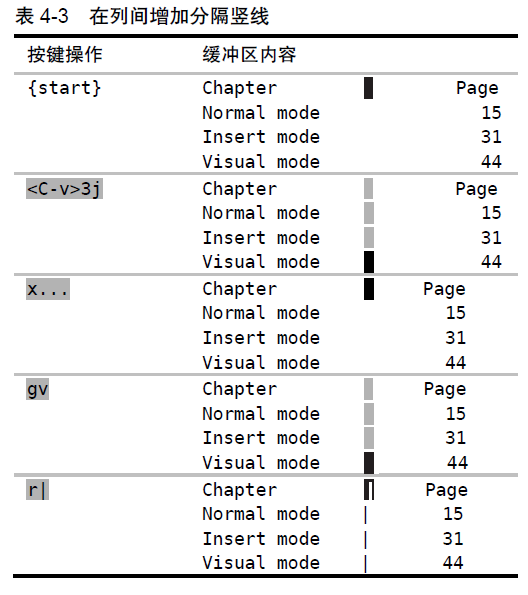 表 4-3 在列间增加分隔竖线
按键操作 缓冲区内容
{start} Chapter Page
Normal mode 15
Insert mode 31
Visual mode 44
<C-v>3j Chapter Page
Normal mode 15
Insert mode 31
Visual mode 44
x... Chapter Page
Normal mode 15
Insert mode 31
Visual mode 44
gv Chapter Page
Normal mode 15
Insert mode 31
Visual mode 44
r| Chapter | Page
Normal mode | 15
Insert mode | 31
Visual mode | 44